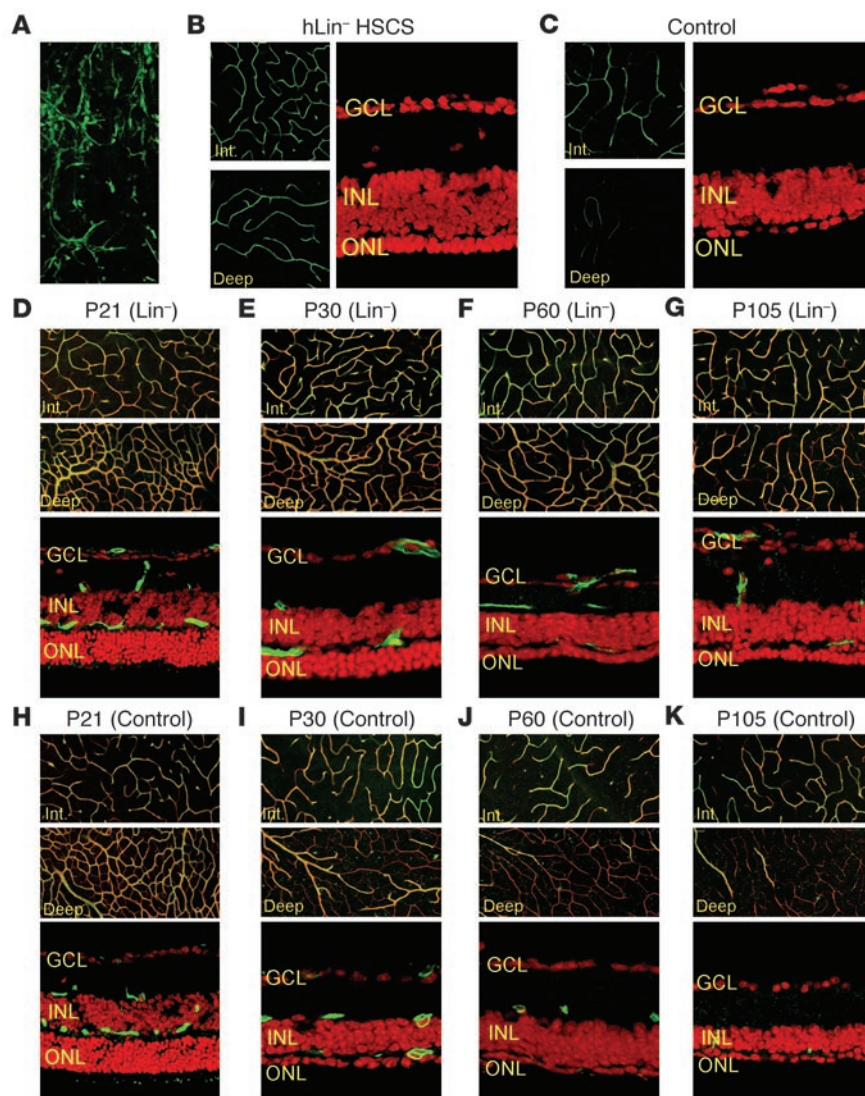 A
B
hLin⁻ HSCS
C
Control
Int.
Deep
GCL
INL
ONL
Int.
Deep
GCL
INL
ONL
D
P21 (Lin⁻)
E
P30 (Lin⁻)
F
P60 (Lin⁻)
G
P105 (Lin⁻)
Int.
Int.
Int.
Int.
Deep
Deep
Deep
Deep
GCL
GCL
GCL
GCL
INL
INL
INL
INL
ONL
ONL
ONL
ONL
H
P21 (Control)
I
P30 (Control)
J
P60 (Control)
K
P105 (Control)
Int.
Int.
Int.
Int.
Deep
Deep
Deep
Deep
GCL
GCL
GCL
GCL
INL
INL
INL
INL
ONL
ONL
ONL
ONL